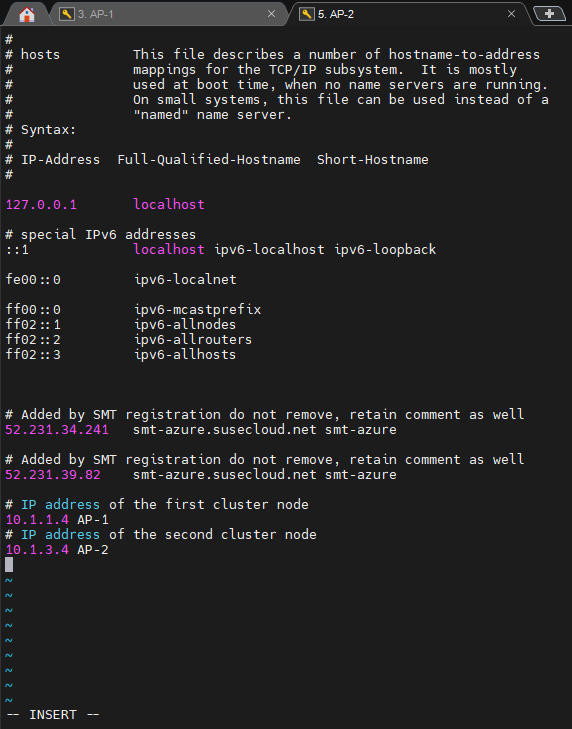 3. AP-1
5. AP-2
#
# hosts         This file describes a number of hostname-to-address
#               mappings for the TCP/IP subsystem.  It is mostly
#               used at boot time, when no name servers are running.
#               On small systems, this file can be used instead of a
#               "named" name server.
# Syntax:
#
# IP-Address  Full-Qualified-Hostname  Short-Hostname
#
127.0.0.1       localhost
# special IPv6 addresses
::1             localhost ipv6-localhost ipv6-loopback
fe00::0         ipv6-localnet
ff00::0         ipv6-mcastprefix
ff02::1         ipv6-allnodes
ff02::2         ipv6-allrouters
ff02::3         ipv6-allhosts
# Added by SMT registration do not remove, retain comment as well
52.231.34.241   smt-azure.susecloud.net smt-azure
# Added by SMT registration do not remove, retain comment as well
52.231.39.82    smt-azure.susecloud.net smt-azure
# IP address of the first cluster node
10.1.1.4 AP-1
# IP address of the second cluster node
10.1.3.4 AP-2
~
~
~
~
~
~
~
~
~
-- INSERT --